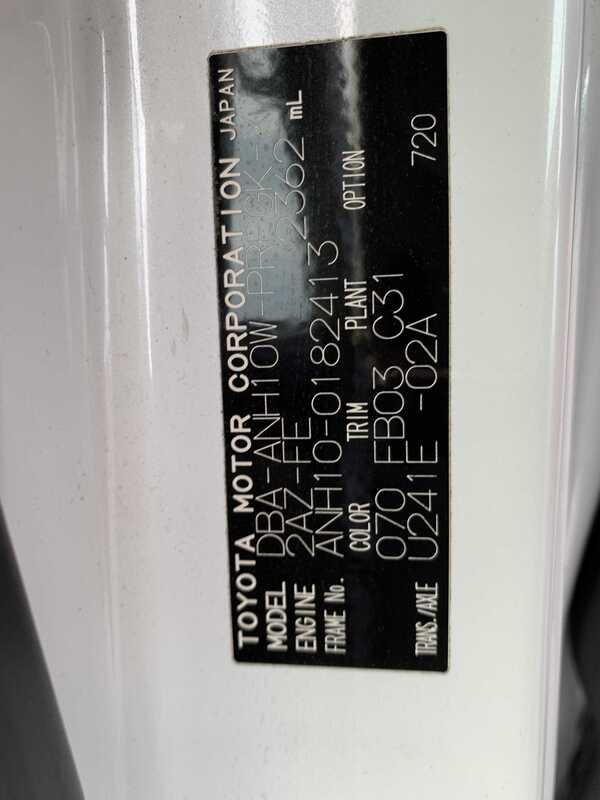 TOYOTA MOTOR CORPORATION JAPAN
MODEL DBA-ANH10W-PRSGK
ENGINE 2AZ-FE 2362 mL
FRAME No. ANH10-0182413
COLOR TRIM PLANT OPTION
070 FB03 C31
TRANS./AXLE U241E -02A 720